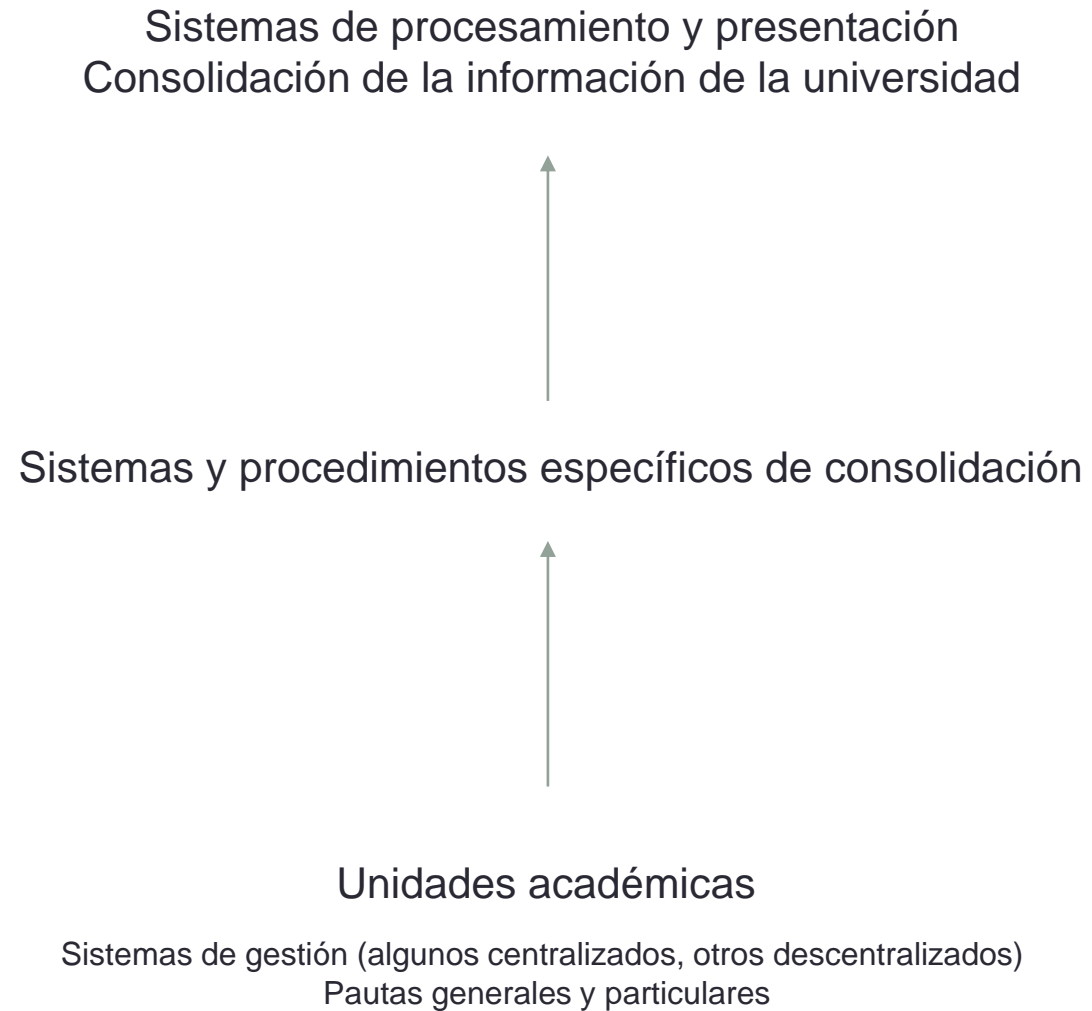 Sistemas de procesamiento y presentación
Consolidación de la información de la universidad
Sistemas y procedimientos específicos de consolidación
Unidades académicas
Sistemas de gestión (algunos centralizados, otros descentralizados)
Pautas generales y particulares